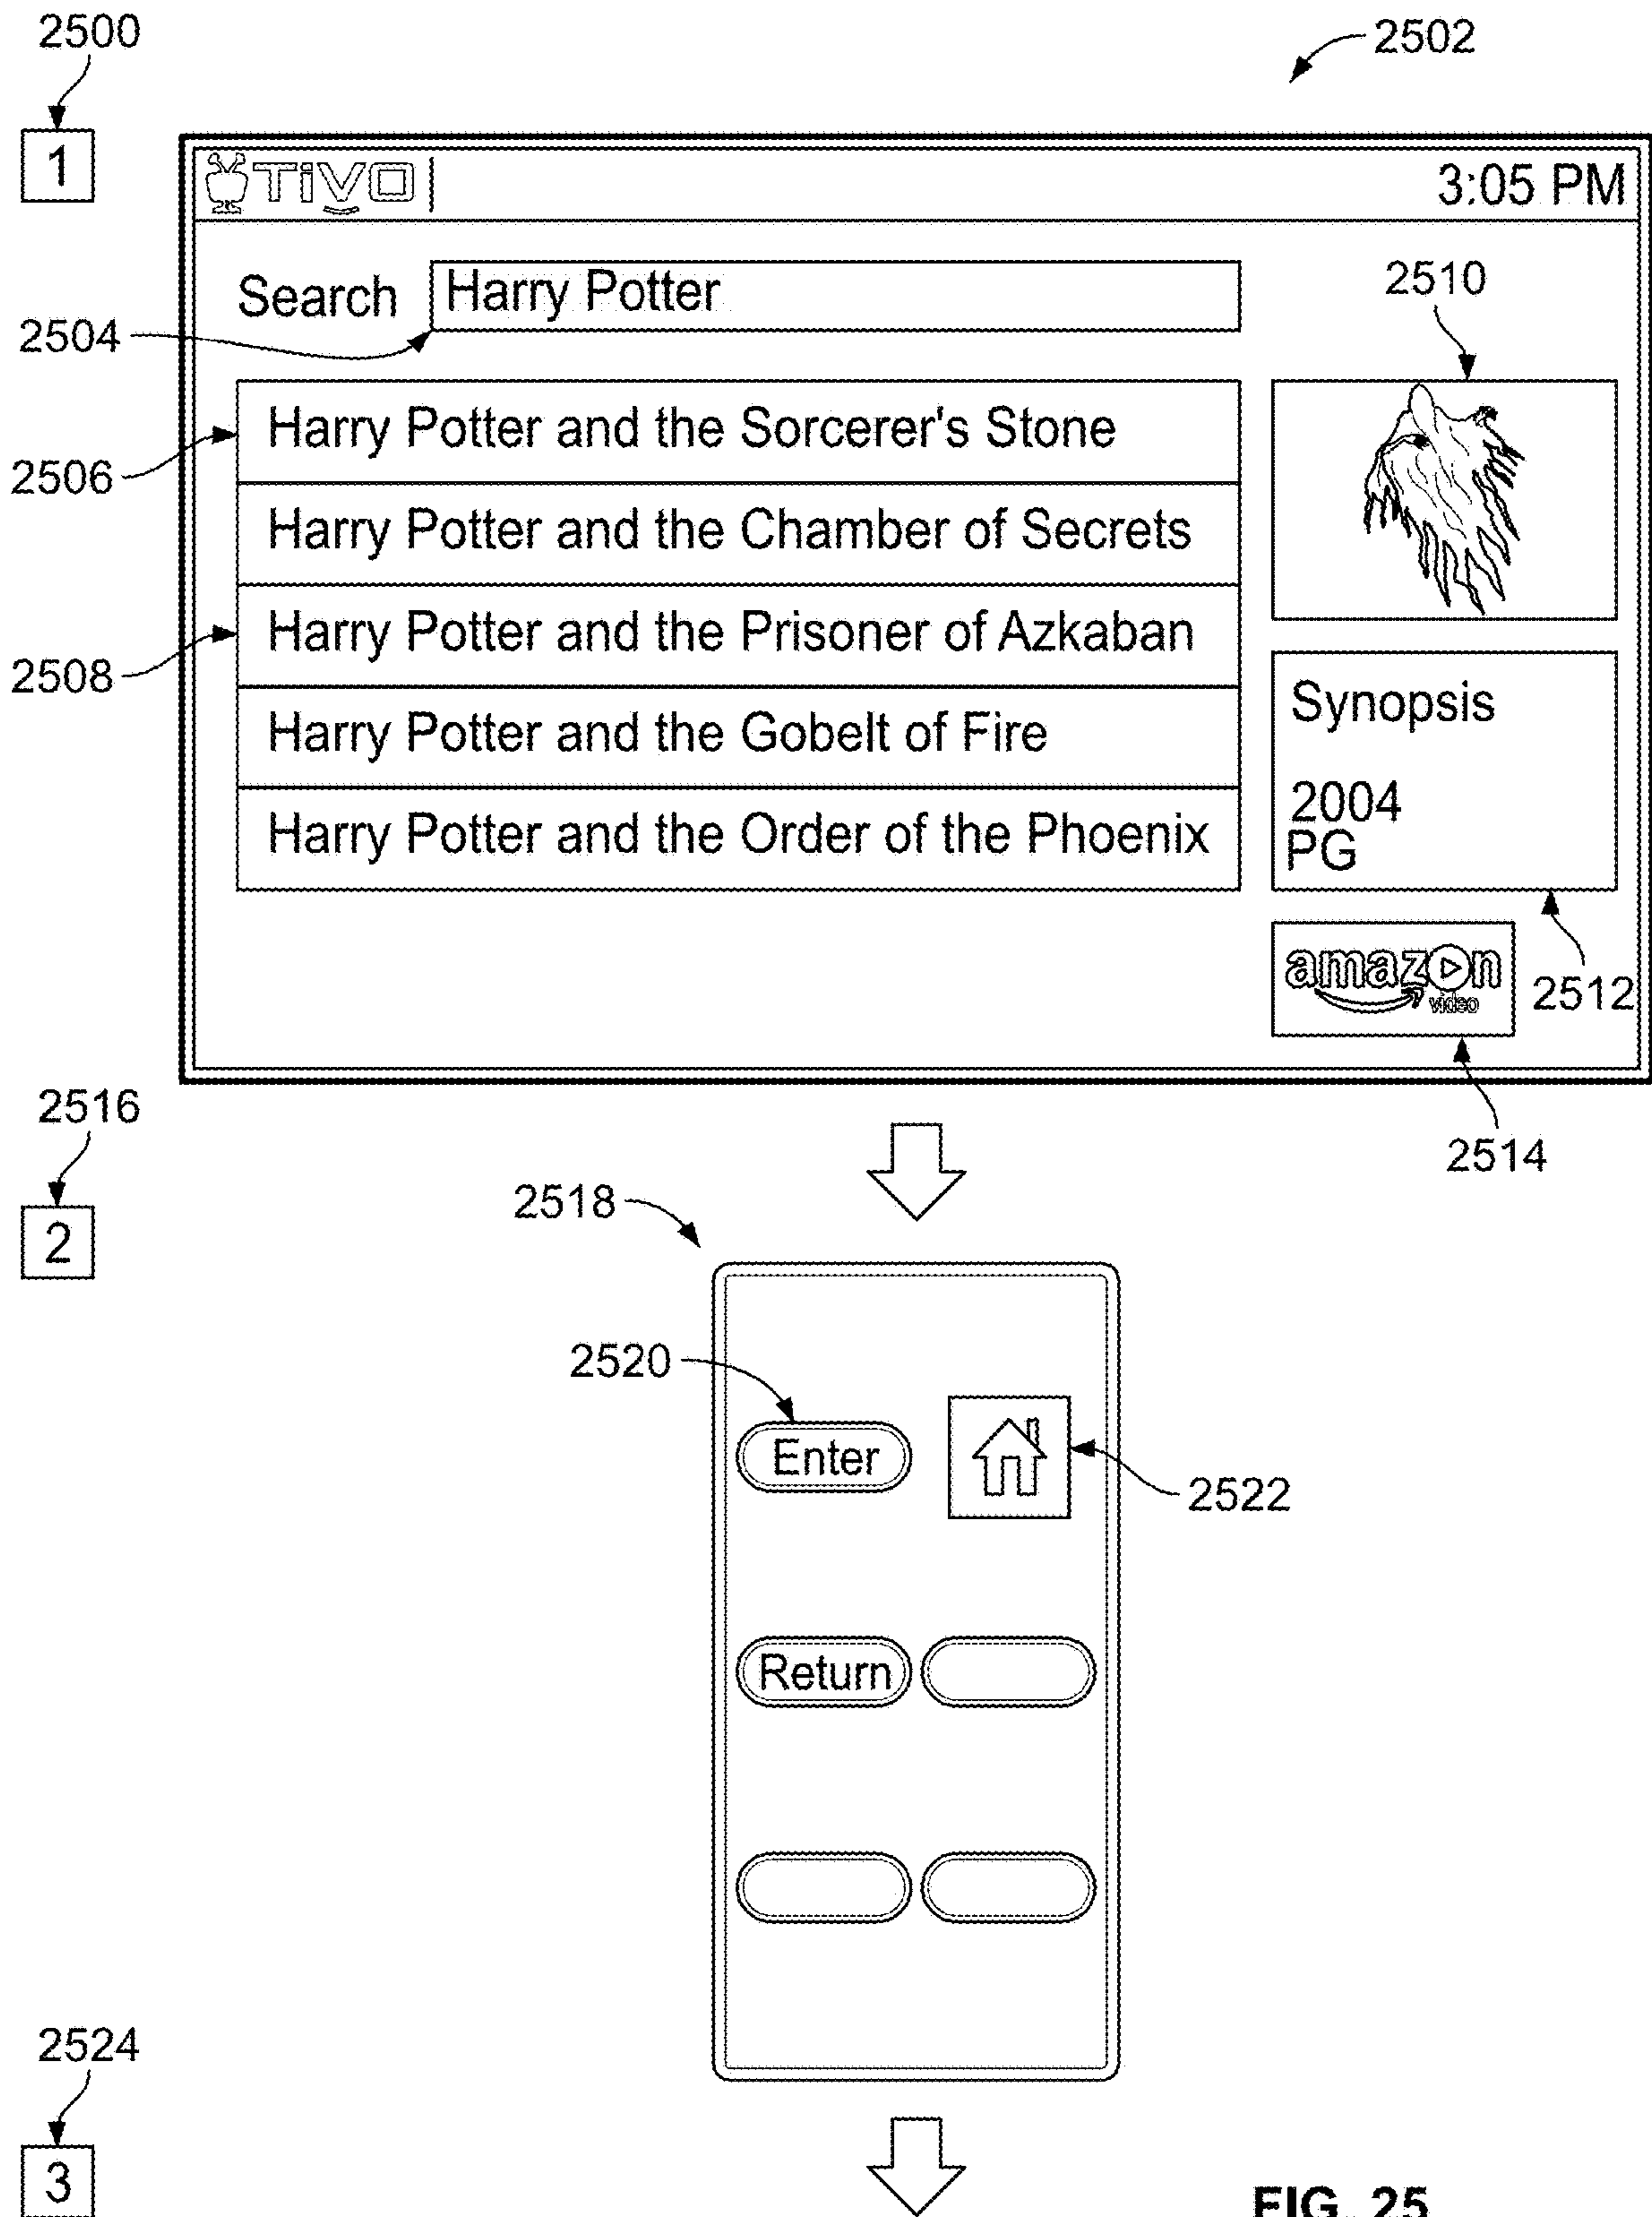 2500
2502
1
TiVO
3:05 PM
Search
Harry Potter
2510
2504
Harry Potter and the Sorcerer's Stone
2506
Harry Potter and the Chamber of Secrets
Harry Potter and the Prisoner of Azkaban
2508
Harry Potter and the Gobelt of Fire
Harry Potter and the Order of the Phoenix
Synopsis
2004
PG
amazon
video
2512
2514
2516
2
2518
2520
Enter
2522
Return
2524
3
FIG. 25